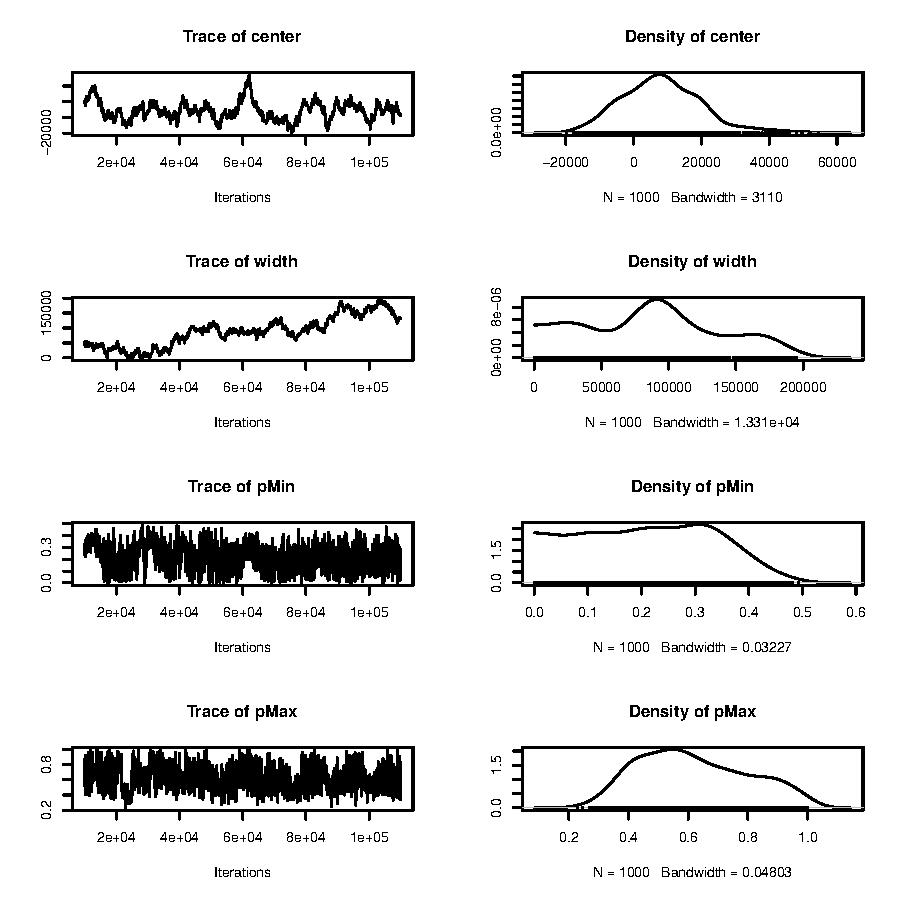 Trace of center
-20000
2e+04 4e+04 6e+04 8e+04 1e+05
Iterations
Density of center
0.0e+00
-20000 0 20000 40000 60000
N = 1000 Bandwidth = 3110
Trace of width
0 150000
2e+04 4e+04 6e+04 8e+04 1e+05
Iterations
Density of width
0e+00 8e-06
0 50000 100000 150000 200000
N = 1000 Bandwidth = 1.331e+04
Trace of pMin
0.0 0.3
2e+04 4e+04 6e+04 8e+04 1e+05
Iterations
Density of pMin
0.0 1.5
0.0 0.1 0.2 0.3 0.4 0.5 0.6
N = 1000 Bandwidth = 0.03227
Trace of pMax
0.2 0.8
2e+04 4e+04 6e+04 8e+04 1e+05
Iterations
Density of pMax
0.0 1.5
0.2 0.4 0.6 0.8 1.0
N = 1000 Bandwidth = 0.04803